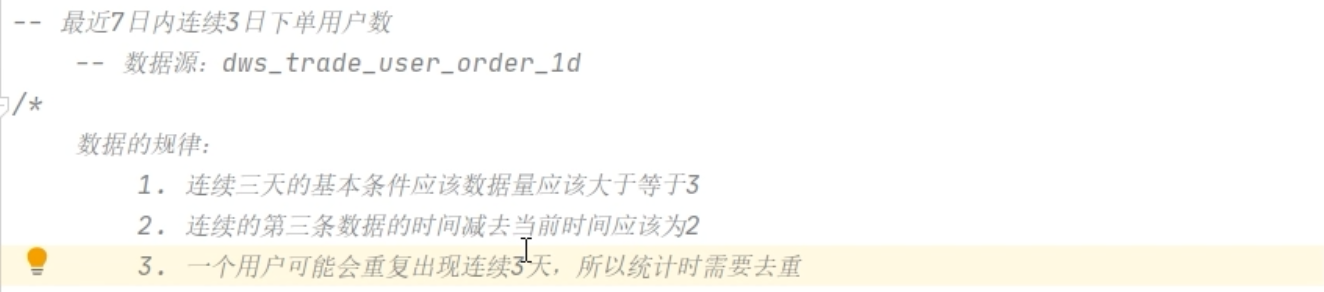 -- 最近7日内连续3日下单用户数
-- 数据源：dws_trade_user_order_1d
/*
数据的规律：
1. 连续三天的基本条件应该数据量应该大于等于3
2. 连续的第三条数据的时间减去当前时间应该为2
3. 一个用户可能会重复出现连续3天，所以统计时需要去重